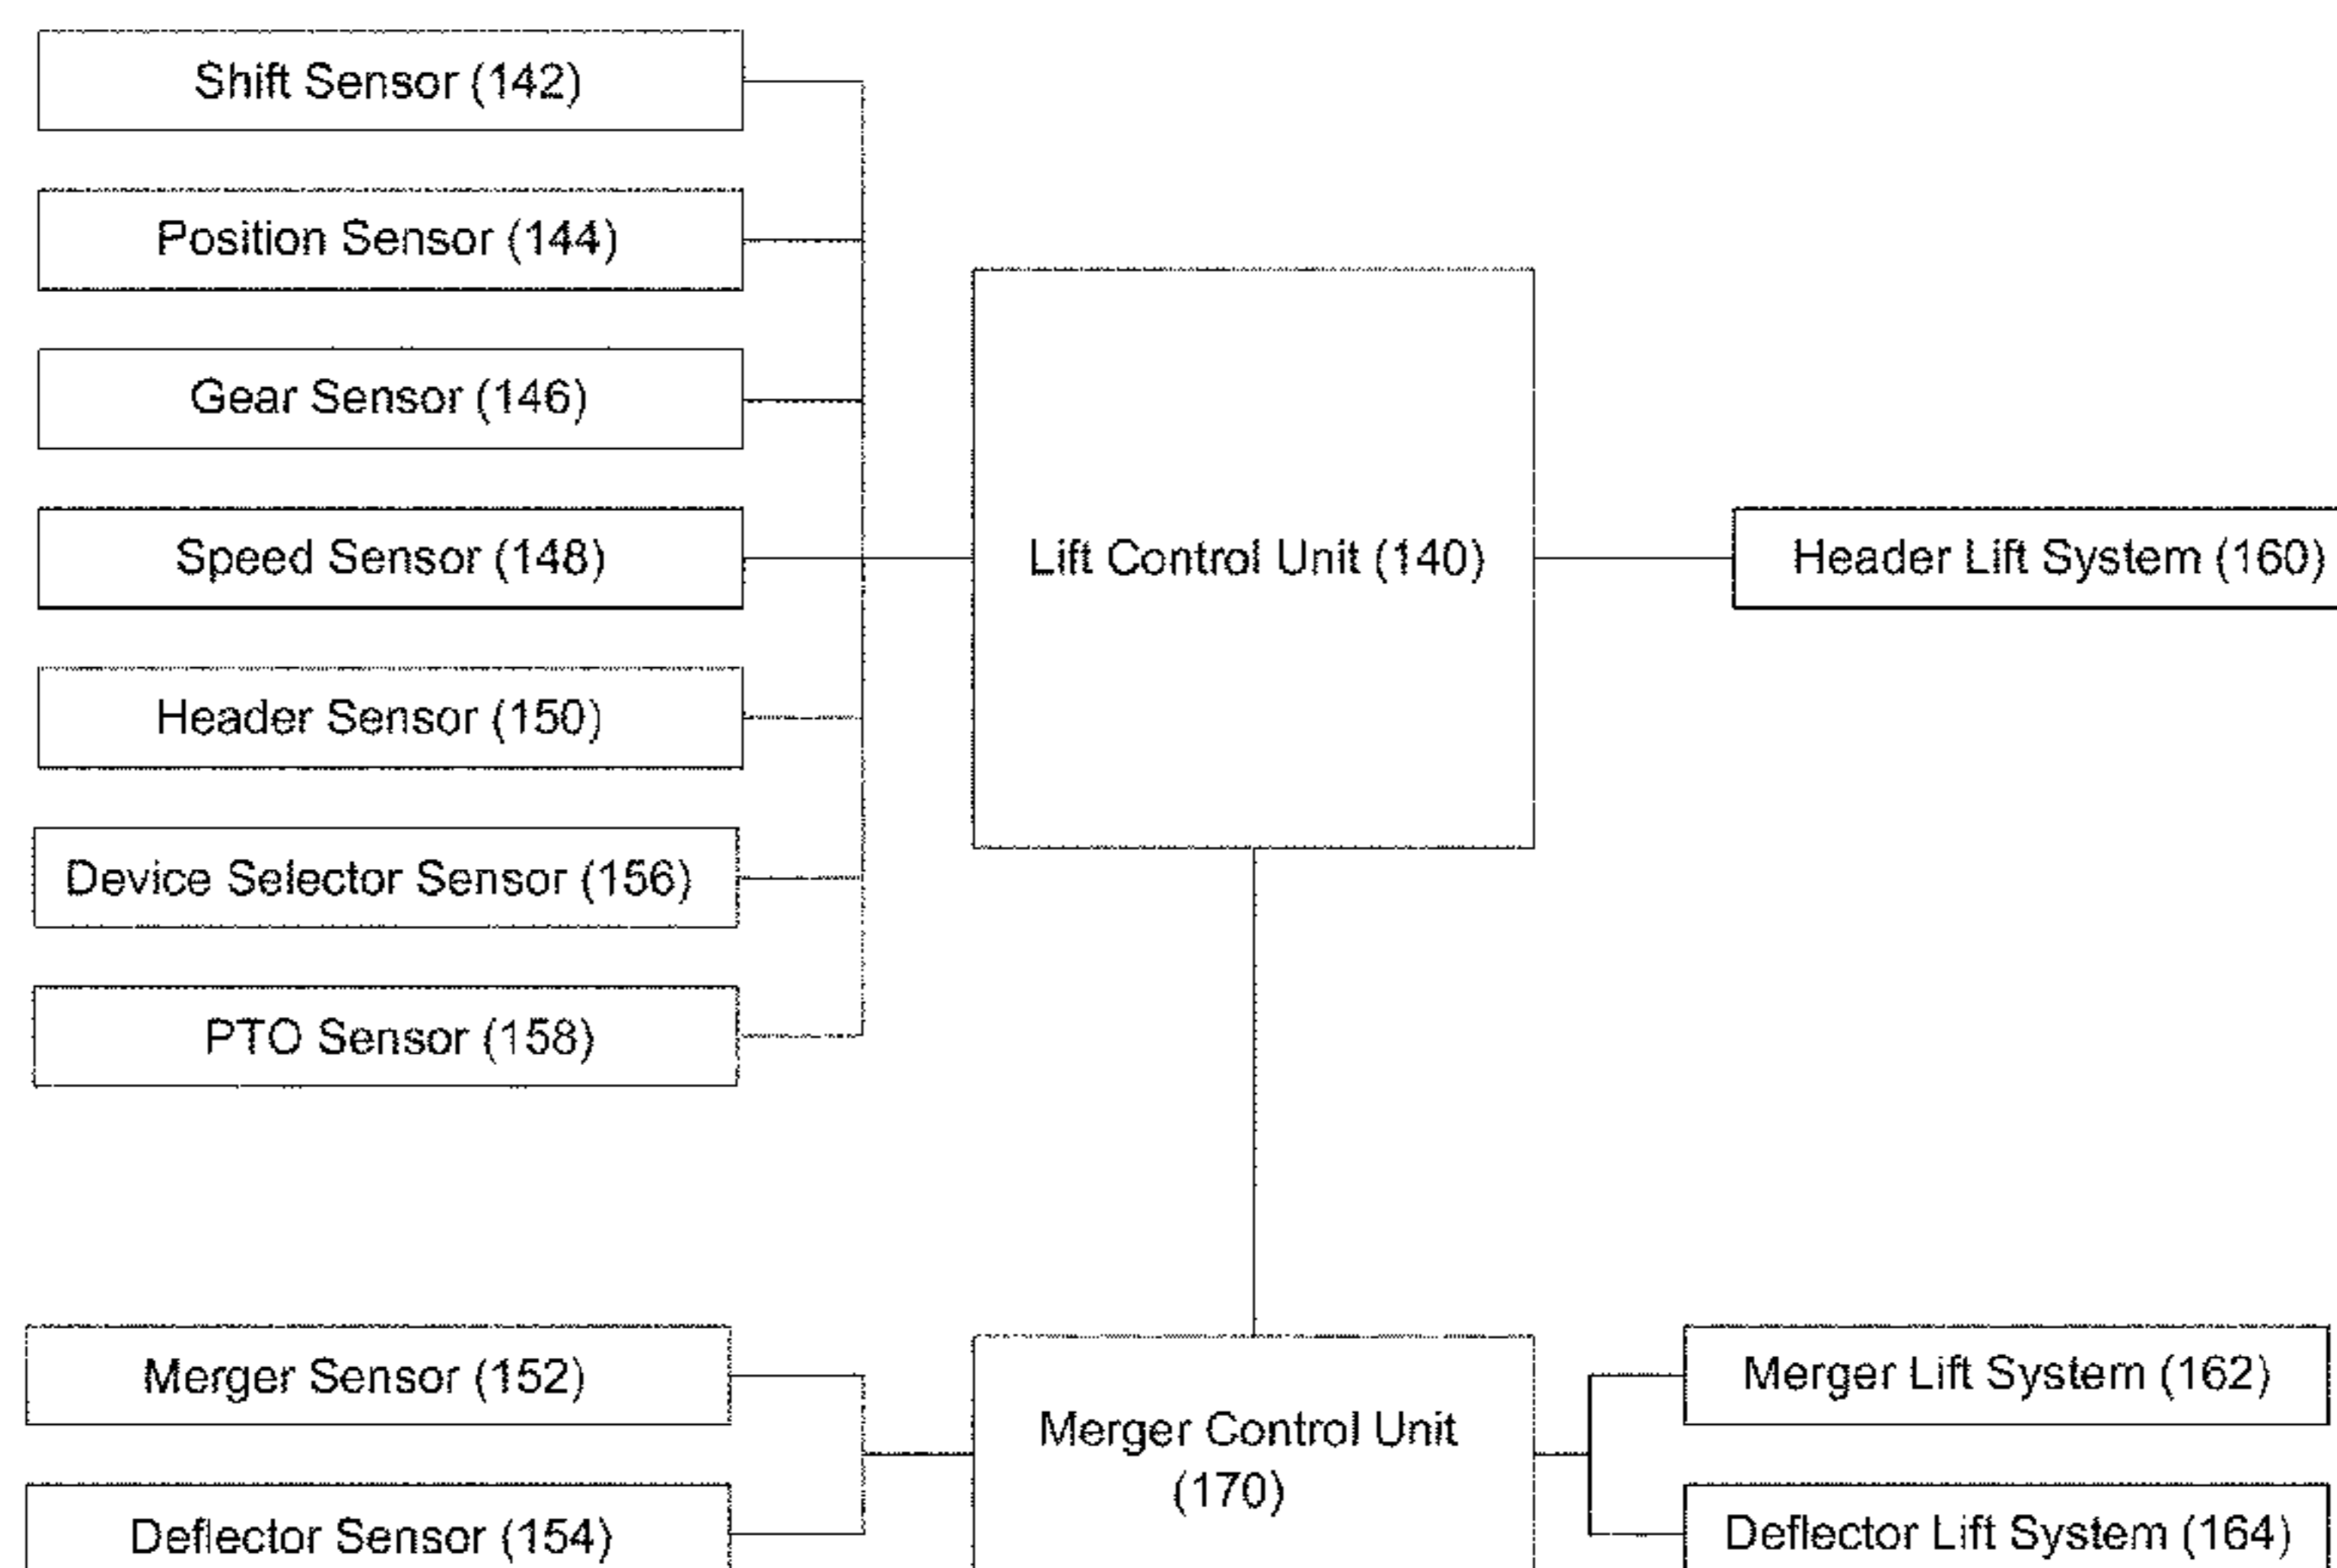 Shift Sensor (142)
Position Sensor (144)
Gear Sensor (146)
Speed Sensor (148)
Header Sensor (150)
Device Selector Sensor (156)
PTO Sensor (158)
Lift Control Unit (140)
Header Lift System (160)
Merger Sensor (152)
Deflector Sensor (154)
Merger Control Unit
(170)
Merger Lift System (162)
Deflector Lift System (164)